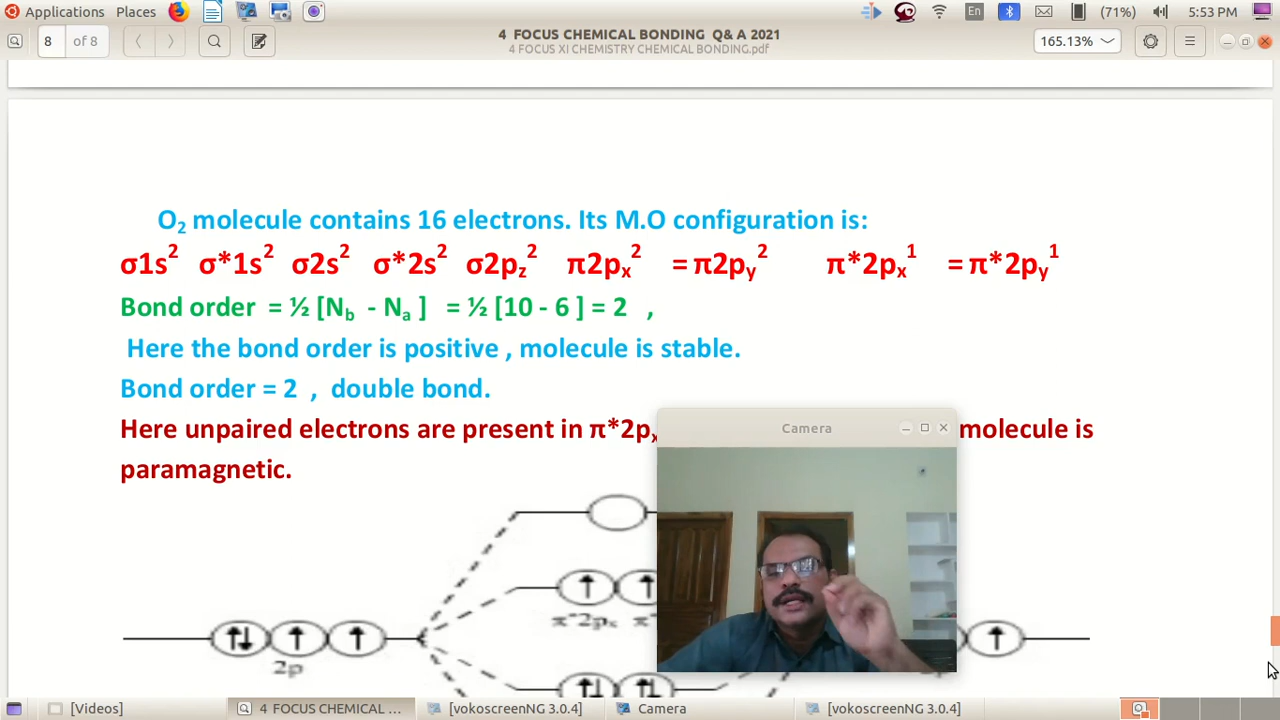 Applications Places En (71%) 5:53 PM
8 of 8 4 FOCUS CHEMICAL BONDING Q& A 2021 165.13%
4 FOCUS XI CHEMISTRY CHEMICAL BONDING.pdf
O₂ molecule contains 16 electrons. Its M.O configuration is:
σ1s² σ*1s² σ2s² σ*2s² σ2pz² π2px² = π2py² π*2px¹ = π*2py¹
Bond order = ½ [Nb - Na ] = ½ [10 - 6 ] = 2 ,
Here the bond order is positive , molecule is stable.
Bond order = 2 , double bond.
Here unpaired electrons are present in π*2px molecule is
paramagnetic.
Camera
π*2px
2p
[Videos] 4 FOCUS CHEMICAL ... [vokoscreenNG 3.0.4] Camera [vokoscreenNG 3.0.4]